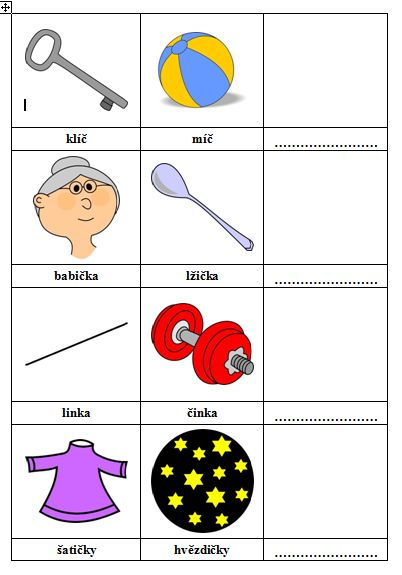 klíč míč ........................
babička lžička ........................
linka činka ........................
šatičky hvězdičky ........................